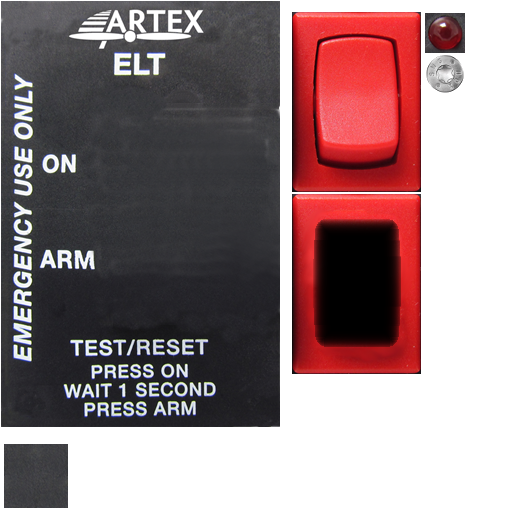 ARTEX
ELT
EMERGENCY USE ONLY
ON
ARM
TEST/RESET
PRESS ON
WAIT 1 SECOND
PRESS ARM